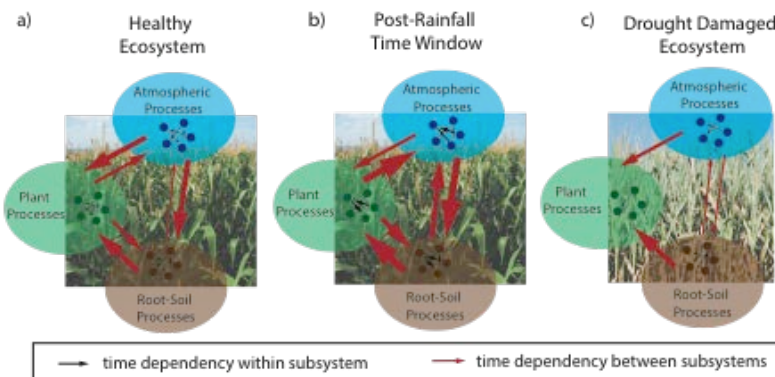 a) Healthy
Ecosystem
Atmospheric
Processes
Plant
Processes
Root-Soil
Processes
b) Post-Rainfall
Time Window
Atmospheric
Processes
Plant
Processes
Root-Soil
Processes
c) Drought Damaged
Ecosystem
Atmospheric
Processes
Plant
Processes
Root-Soil
Processes
time dependency within subsystem
time dependency between subsystems